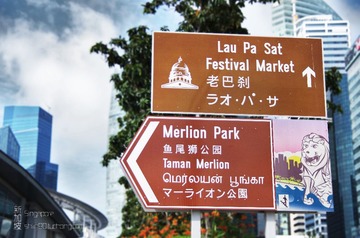 Lau Pa Sat
Festival Market
老巴刹
ラオ・パ・サ
Merlion Park
鱼尾狮公园
Taman Merlion
மெர்லயன் பூங்கா
マーライオン公園
Singapore